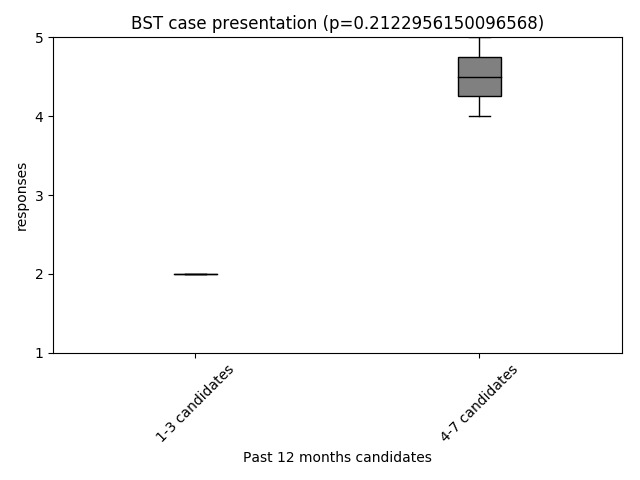 BST case presentation (p=0.2122956150096568)
5
4
3
2
1
responses
1-3 candidates
4-7 candidates
Past 12 months candidates